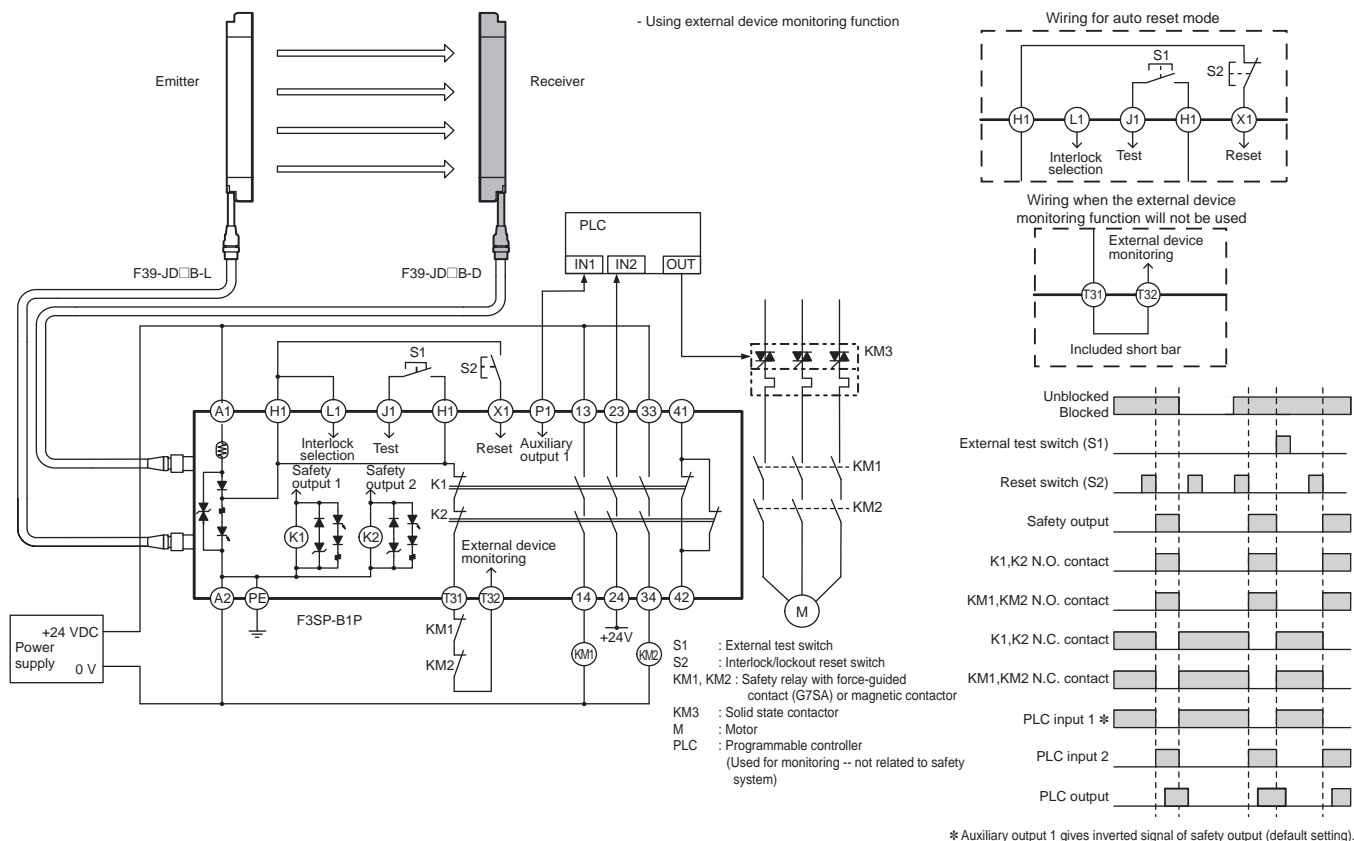 - Using external device monitoring function
Emitter
Receiver
F39-JD□B-L
F39-JD□B-D
PLC
IN1
IN2
OUT
S1
S2
KM3
A1
H1
L1
J1
H1
X1
P1
13
23
33
41
Interlock
selection
Test
Reset
Auxiliary
output 1
Safety
output 1
Safety
output 2
K1
K2
K1
K2
External device
monitoring
KM1
KM2
M
A2
PE
T31
T32
14
24
34
42
F3SP-B1P
KM1
KM2
+24V
KM1
KM2
+24 VDC
Power
supply
0 V
S1 : External test switch
S2 : Interlock/lockout reset switch
KM1, KM2 : Safety relay with force-guided
contact (G7SA) or magnetic contactor
KM3 : Solid state contactor
M : Motor
PLC : Programmable controller
(Used for monitoring -- not related to safety
system)
Wiring for auto reset mode
S1
S2
H1
L1
J1
H1
X1
Interlock
selection
Test
Reset
Wiring when the external device
monitoring function will not be used
External device
monitoring
T31
T32
Included short bar
Unblocked
Blocked
External test switch (S1)
Reset switch (S2)
Safety output
K1,K2 N.O. contact
KM1,KM2 N.O. contact
K1,K2 N.C. contact
KM1,KM2 N.C. contact
PLC input 1 ✽
PLC input 2
PLC output
✽ Auxiliary output 1 gives inverted signal of safety output (default setting).